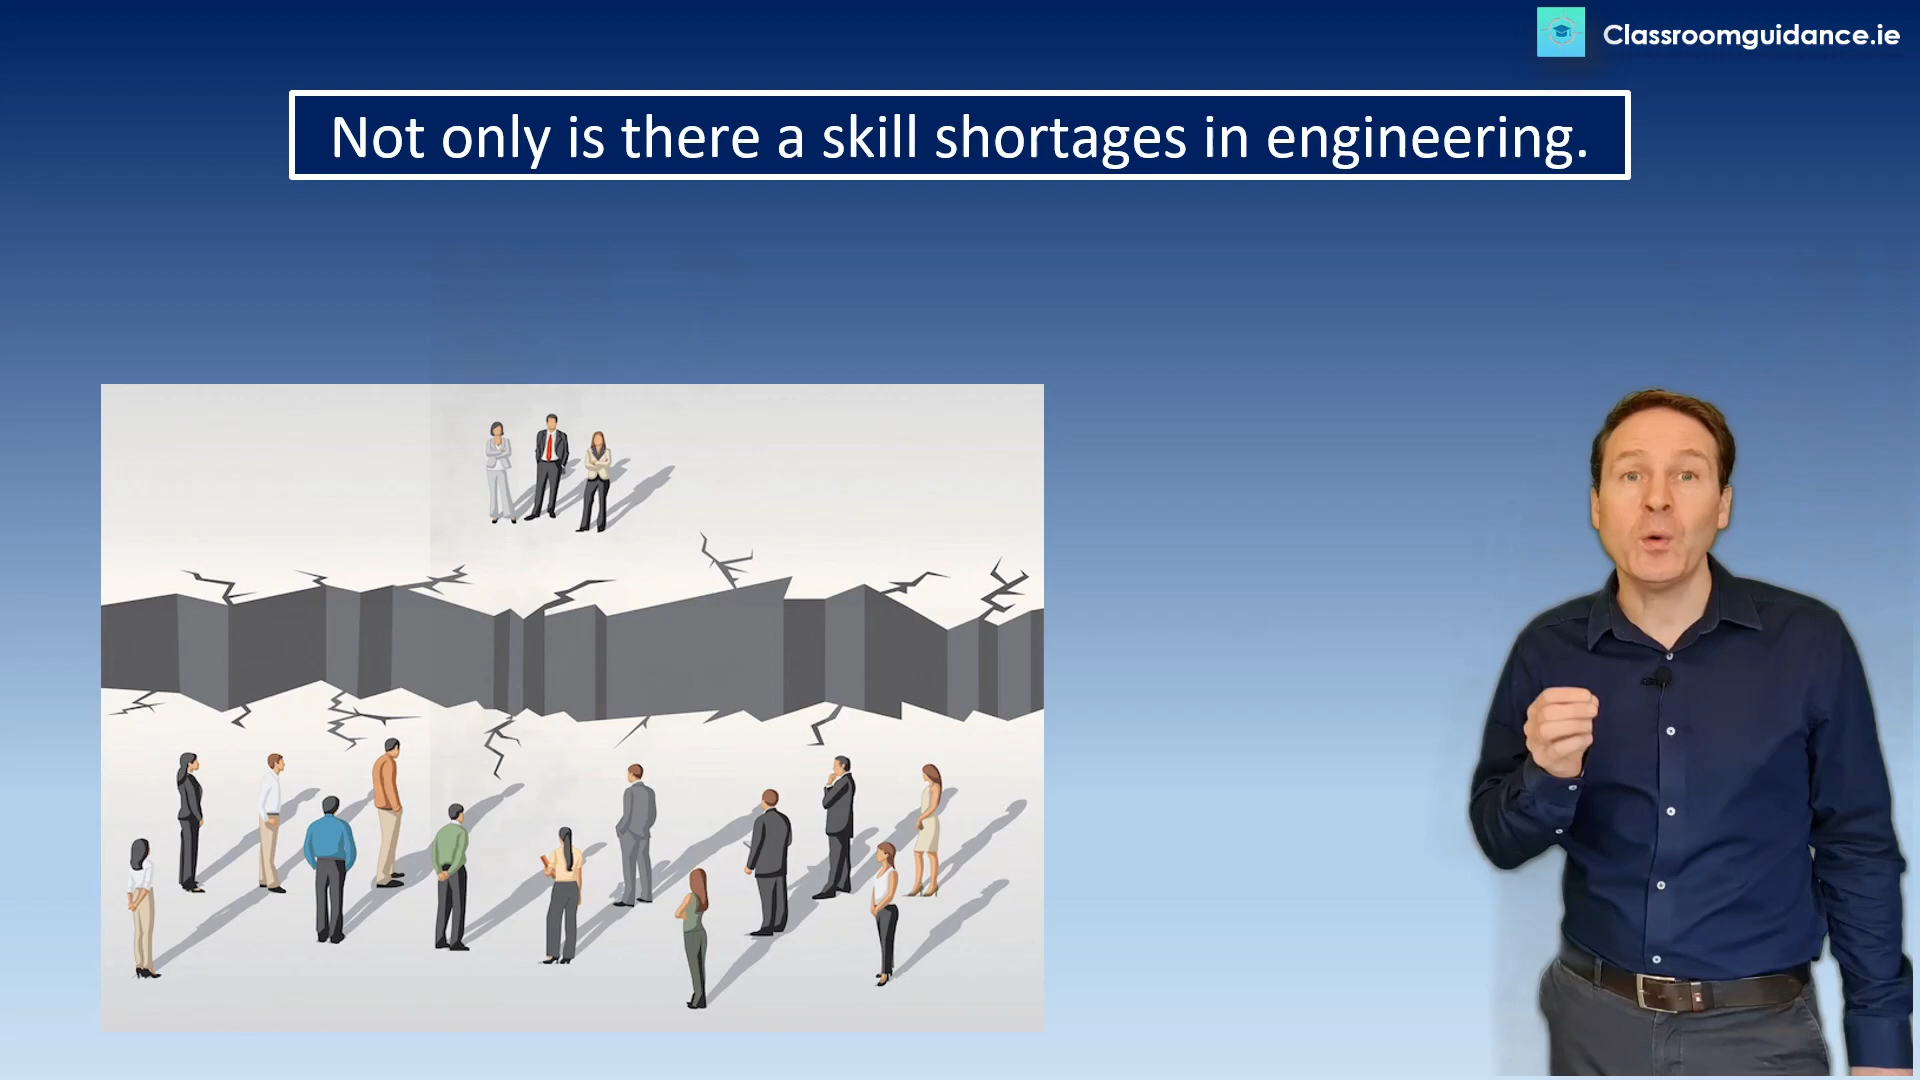 Classroomguidance.ie
Not only is there a skill shortages in engineering.